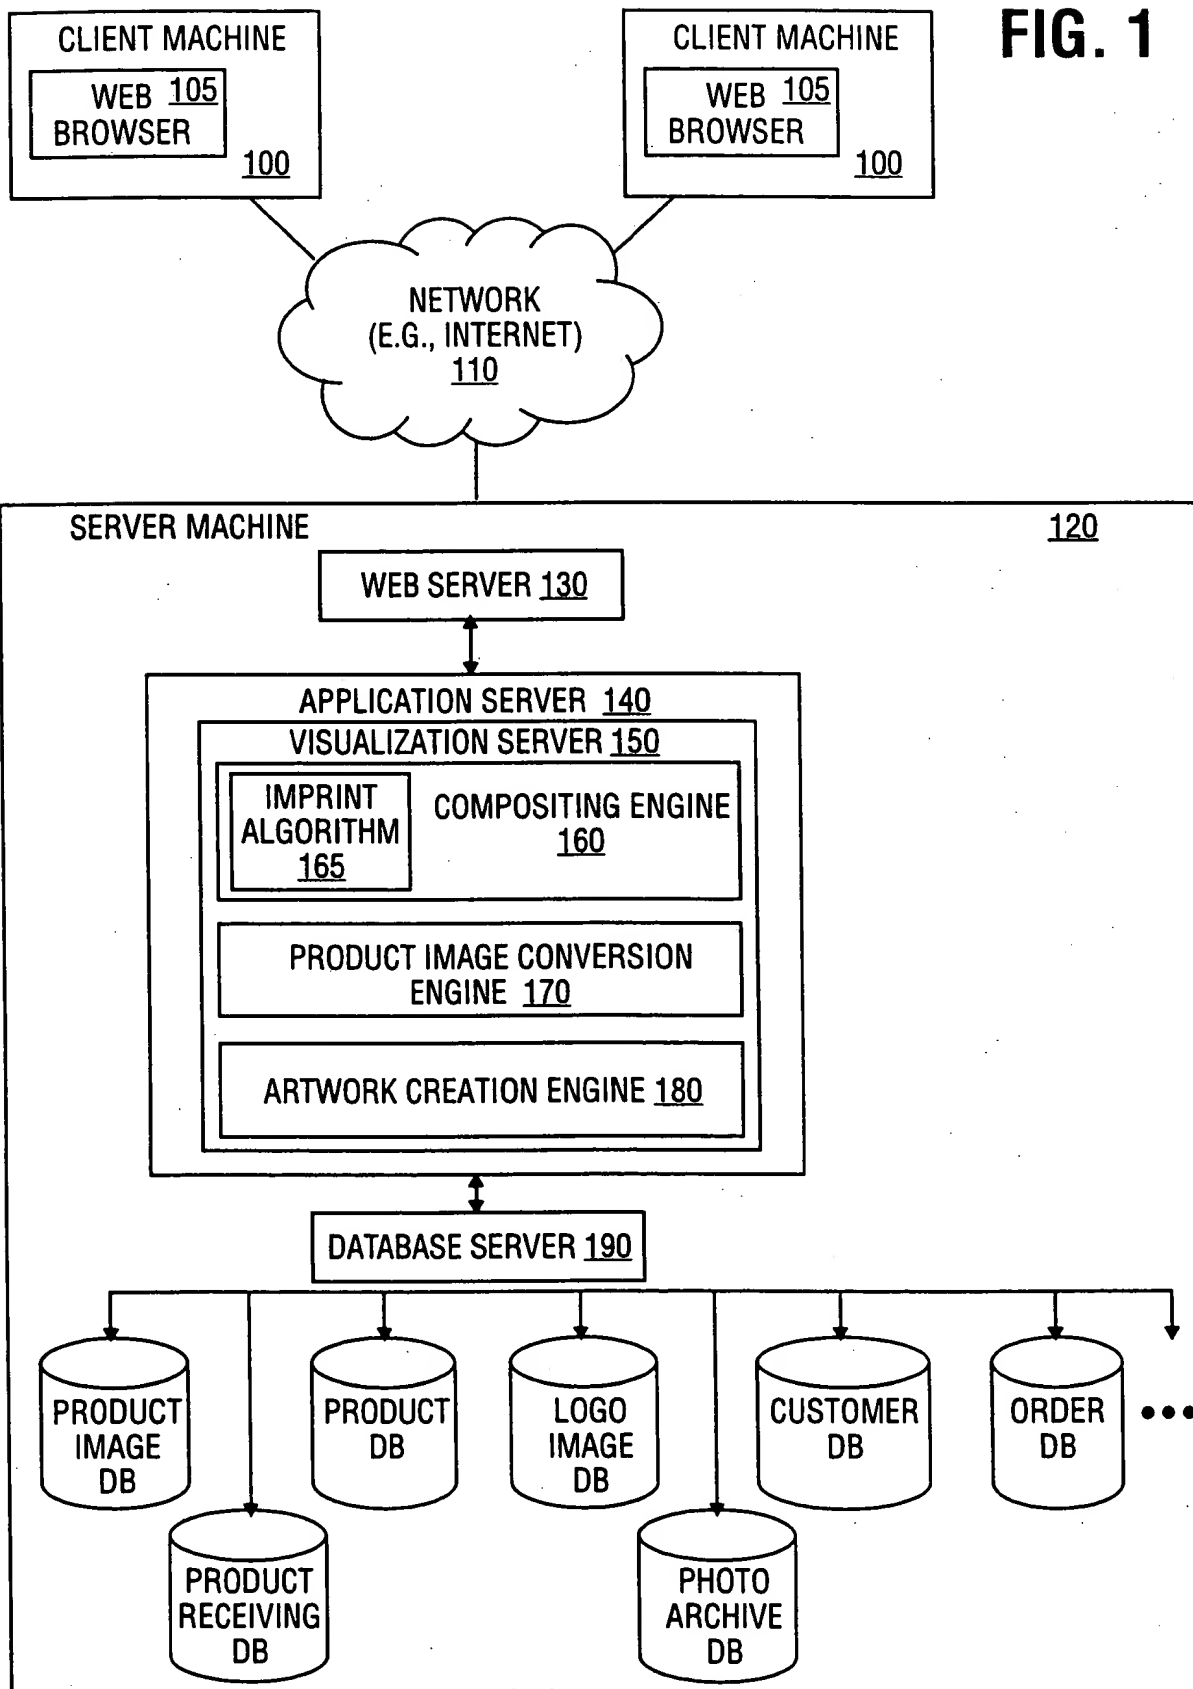 FIG. 1
CLIENT MACHINE
WEB 105
BROWSER
100
CLIENT MACHINE
WEB 105
BROWSER
100
NETWORK
(E.G., INTERNET)
110
SERVER MACHINE
120
WEB SERVER 130
APPLICATION SERVER 140
VISUALIZATION SERVER 150
IMPRINT
ALGORITHM
165
COMPOSITING ENGINE
160
PRODUCT IMAGE CONVERSION
ENGINE 170
ARTWORK CREATION ENGINE 180
DATABASE SERVER 190
PRODUCT
IMAGE
DB
PRODUCT
DB
LOGO
IMAGE
DB
CUSTOMER
DB
ORDER
DB
•••
PRODUCT
RECEIVING
DB
PHOTO
ARCHIVE
DB